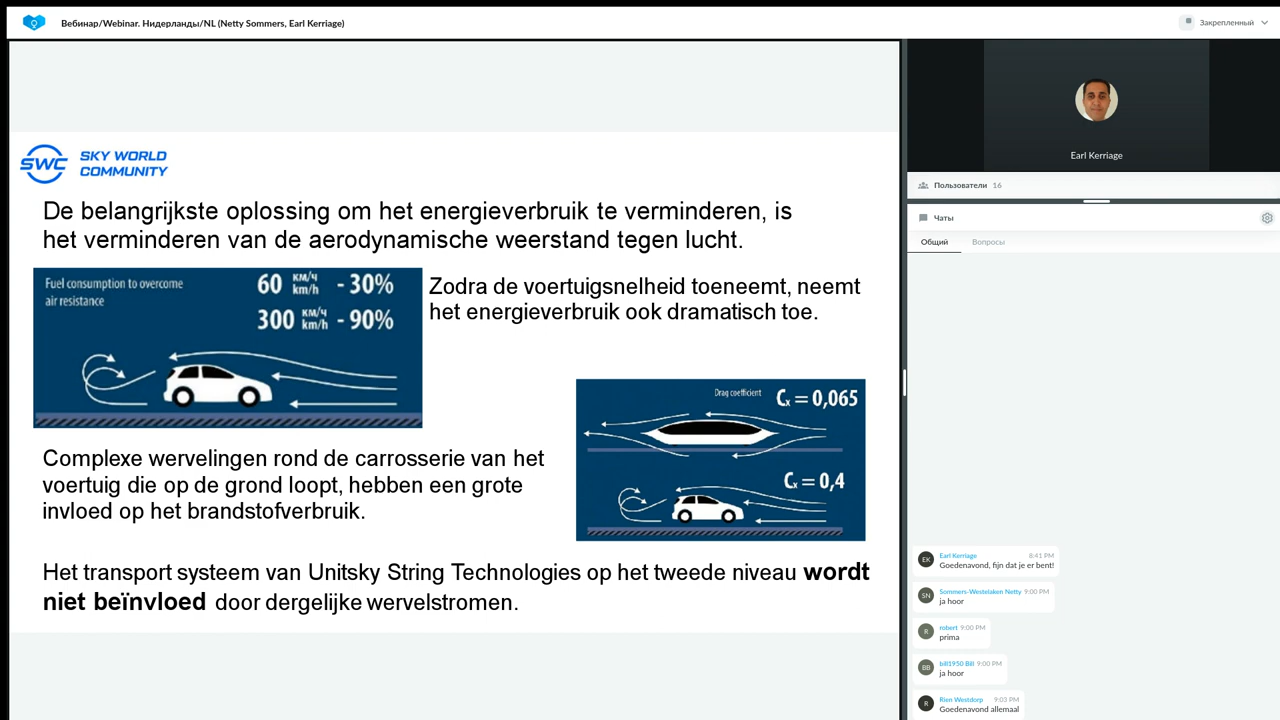 Вебинар/Webinar. Нидерланды/NL (Netty Sommers, Earl Kerriage)
Закрепленный
SWC
SKY WORLD
COMMUNITY
De belangrijkste oplossing om het energieverbruik te verminderen, is
het verminderen van de aerodynamische weerstand tegen lucht.
Fuel consumption to overcome
air resistance
60 км/ч km/h - 30%
300 км/ч km/h - 90%
Zodra de voertuigsnelheid toeneemt, neemt
het energieverbruik ook dramatisch toe.
Drag coefficient Cx = 0,065
Cx = 0,4
Complexe wervelingen rond de carrosserie van het
voertuig die op de grond loopt, hebben een grote
invloed op het brandstofverbruik.
Het transport systeem van Unitsky String Technologies op het tweede niveau wordt
niet beïnvloed door dergelijke wervelstromen.
Earl Kerriage
Пользователи 16
Чаты
Общий Вопросы
EK
Earl Kerriage 8:41 PM
Goedenavond, fijn dat je er bent!
SN
Sommers-Westelaken Netty 9:00 PM
ja hoor
R
robert 9:00 PM
prima
BB
bill1950 Bill 9:00 PM
ja hoor
R
Rien Westdorp 9:03 PM
Goedenavond allemaal